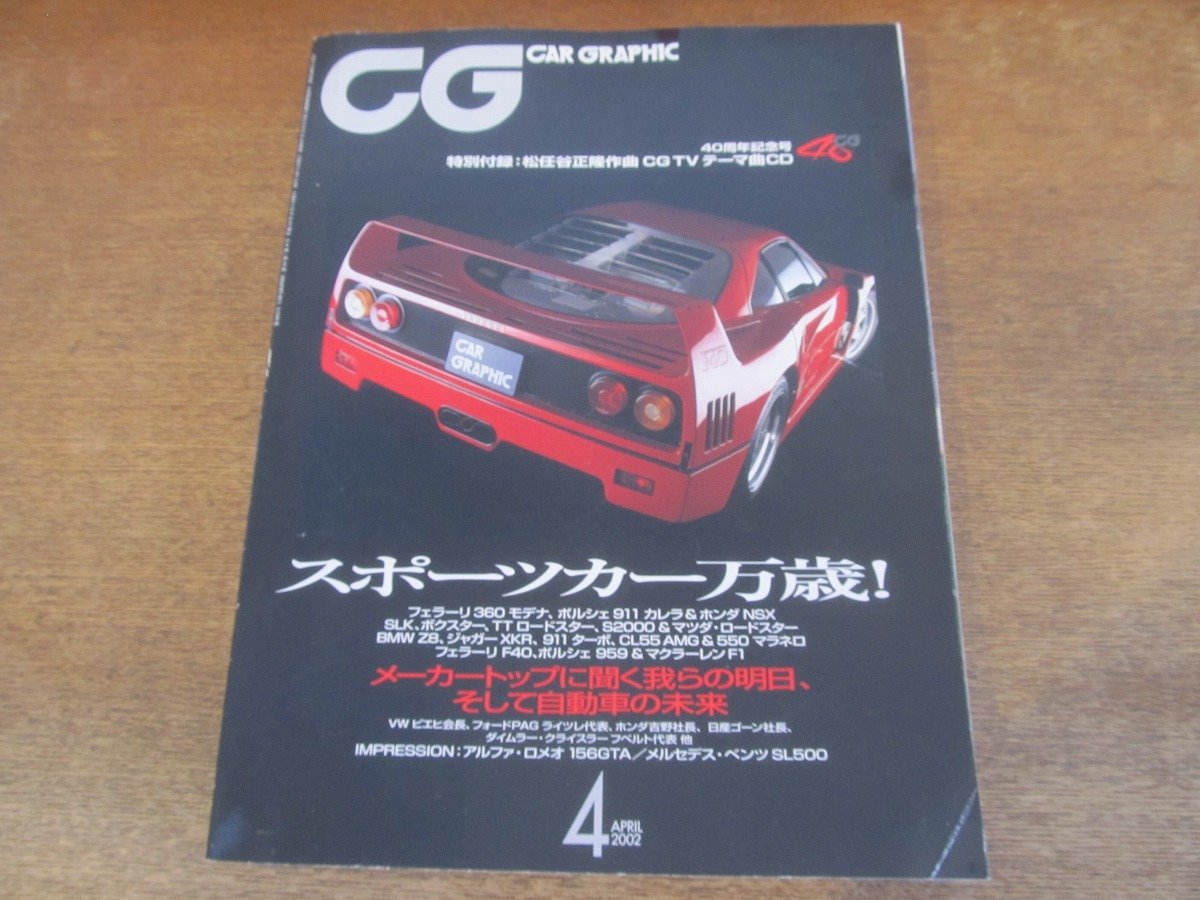 CG CAR GRAPHIC
40周年記念号
特別付録：松任谷正隆作曲 CG TV テーマ曲CD
CAR
GRAPHIC
F40
スポーツカー万歳！
フェラーリ 360 モデナ、ポルシェ 911 カレラ & ホンダ NSX
SLK、ボクスター、TT ロードスター、S2000 & マツダ・ロードスター
BMW Z8、ジャガー XKR、911 ターボ、CL55 AMG & 550 マラネロ
フェラーリ F40、ポルシェ 959 & マクラーレン F1
メーカートップに聞く我らの明日、
そして自動車の未来
VW ピエヒ会長、フォードPAG ライツレ代表、ホンダ吉野社長、日産ゴーン社長、
ダイムラー・クライスラー フベルト代表 他
IMPRESSION：アルファ・ロメオ 156GTA／メルセデス・ベンツ SL500
4 APRIL
2002